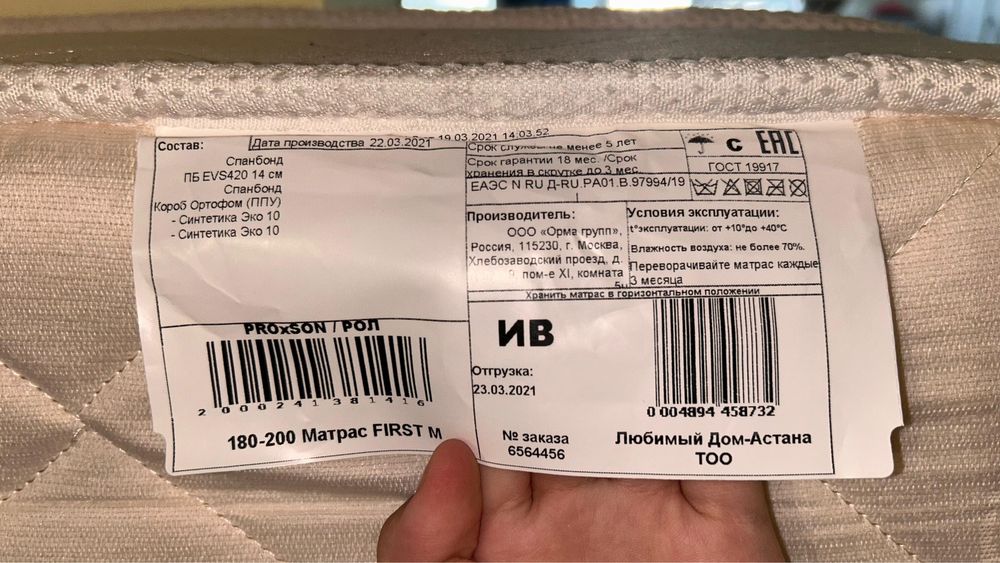 Состав:
Дата производства 22.03.2021
19.03.2021 14:03:52
Спанбонд
ПБ EVS420 14 см
Спанбонд
Короб Ортофом (ППУ)
- Синтетика Эко 10
- Синтетика Эко 10
PROxSON / РОЛ
2000241381416
180-200 Матрас FIRST M
Срок службы не менее 5 лет
Срок гарантии 18 мес. /Срок
хранения в скрутке до 3 мес.
ЕАЭС N RU Д-RU.РА01.В.97994/19
С ЕАС
ГОСТ 19917
Производитель:
ООО «Орма групп»,
Россия, 115230, г. Москва,
Хлебозаводский проезд, д.
пом-е XI, комната
Условия эксплуатации:
t°эксплуатации: от +10°до +40°С
Влажность воздуха: не более 70%.
Переворачивайте матрас каждые
3 месяца
Хранить матрас в горизонтальном положении
ИВ
Отгрузка:
23.03.2021
0 004894 458732
№ заказа
6564456
Любимый Дом-Астана
ТОО